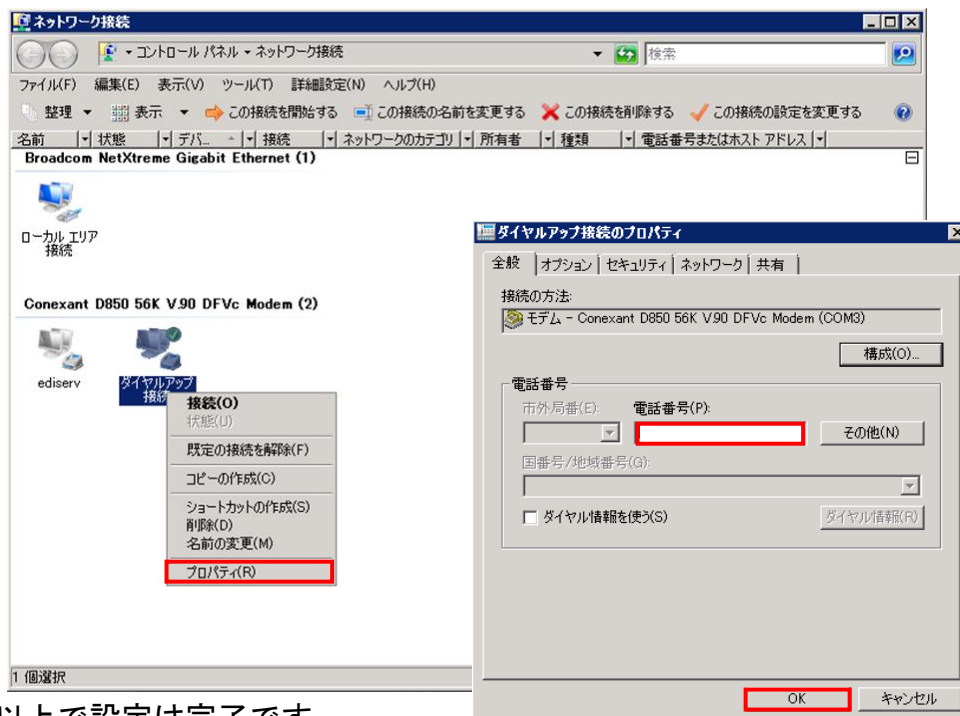 ネットワーク接続
コントロール パネル ネットワーク接続
検索
ファイル(F) 編集(E) 表示(V) ツール(T) 詳細設定(N) ヘルプ(H)
整理 表示 この接続を開始する この接続の名前を変更する この接続を削除する この接続の設定を変更する
名前 状態 デバ... 接続 ネットワークのカテゴリ 所有者 種類 電話番号またはホスト アドレス
Broadcom NetXtreme Gigabit Ethernet (1)
ローカル エリア
接続
Conexant D850 56K V.90 DFVc Modem (2)
ediserv
ダイヤルアップ
接続
接続(O)
状態(U)
既定の接続を解除(F)
コピーの作成(C)
ショートカットの作成(S)
削除(D)
名前の変更(M)
プロパティ(R)
1 個選択
ダイヤルアップ接続のプロパティ
全般 オプション セキュリティ ネットワーク 共有
接続の方法:
モデム - Conexant D850 56K V.90 DFVc Modem (COM3)
構成(O)...
電話番号
市外局番(E): 電話番号(P):
その他(N)
国番号/地域番号(G):
ダイヤル情報を使う(S)
ダイヤル情報(R)
OK
キャンセル
以上で設定は完了です